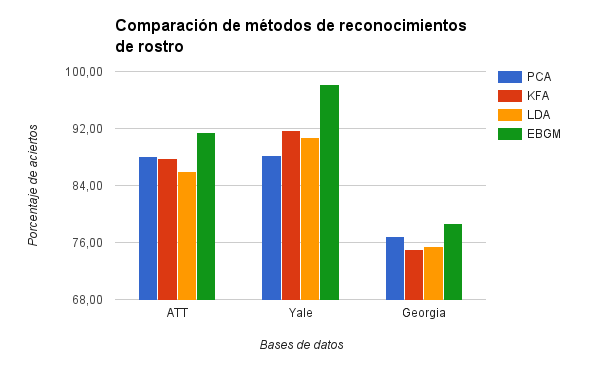 Comparación de métodos de reconocimientos
de rostro
100,00
92,00
84,00
76,00
68,00
Porcentaje de aciertos
ATT
Yale
Georgia
Bases de datos
PCA
KFA
LDA
EBGM